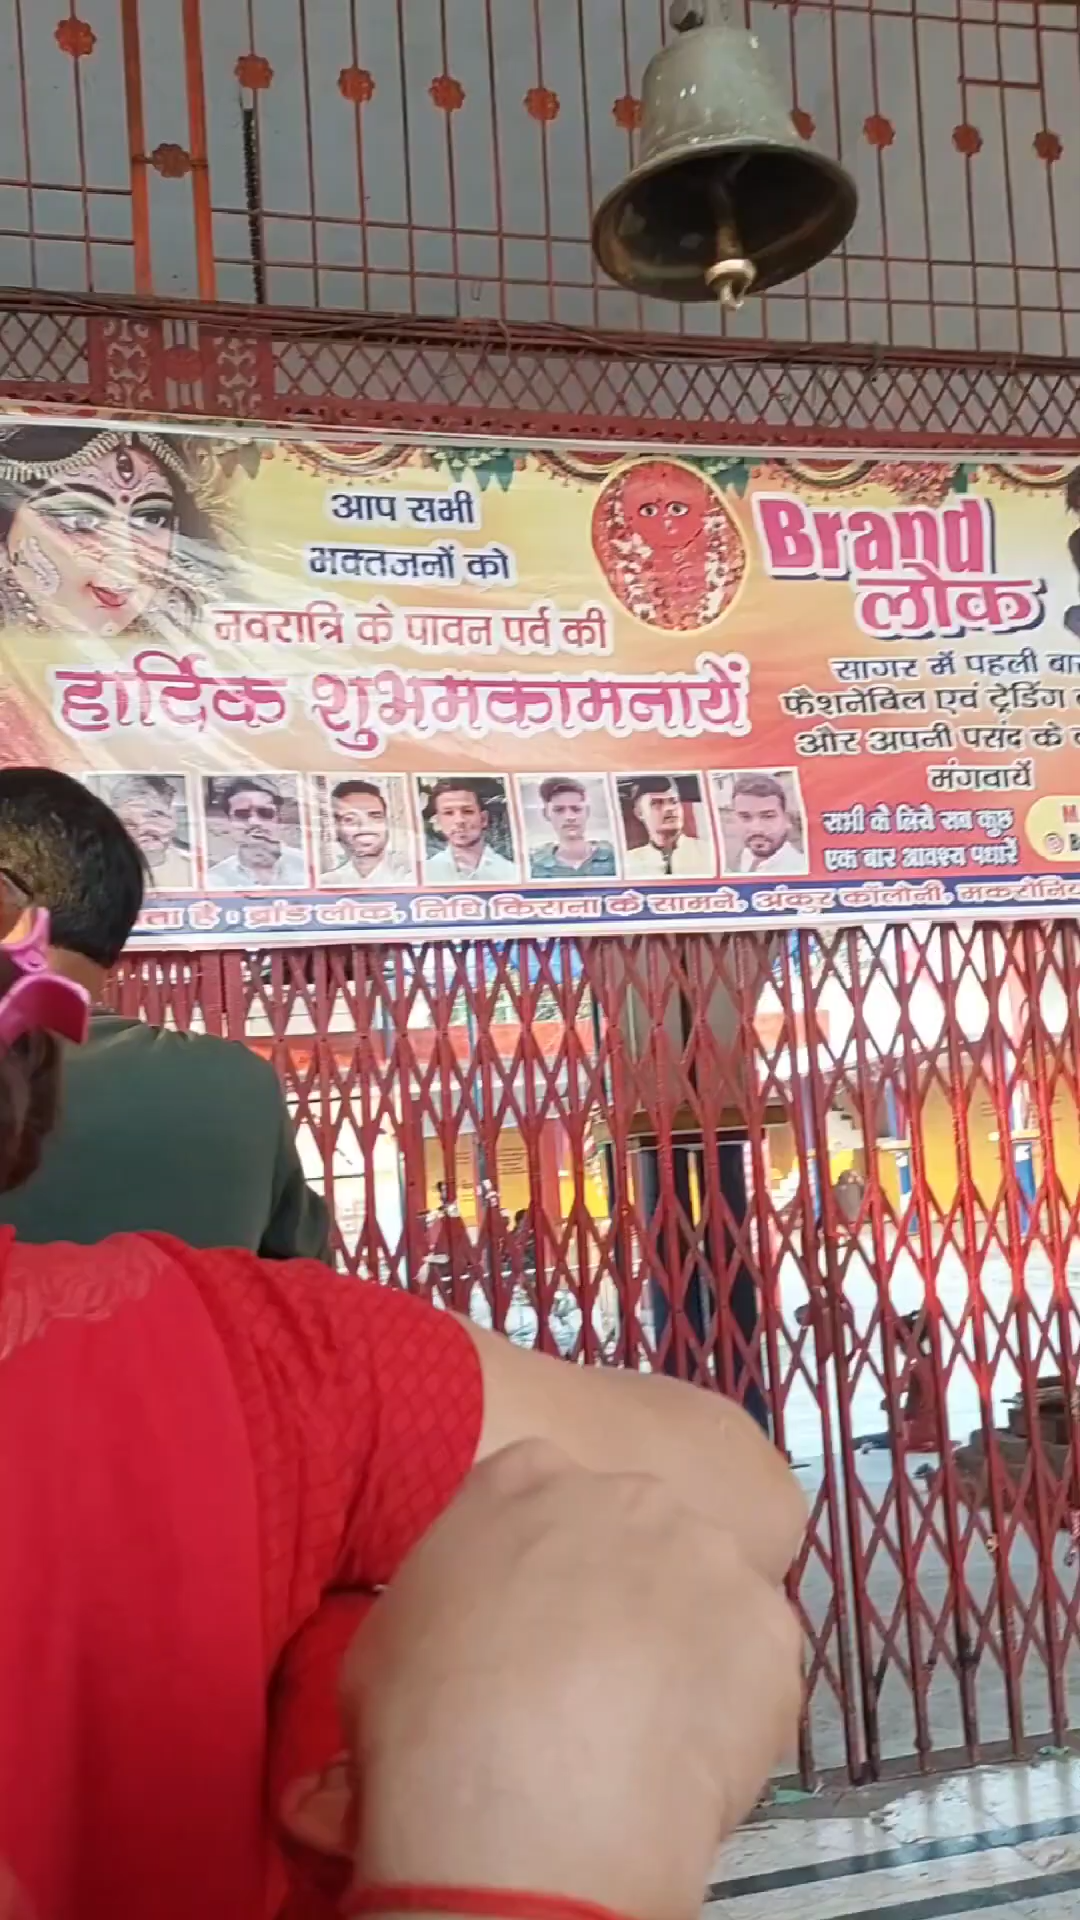 आप सभी
भक्तजनों को
नवरात्रि के पावन पर्व की
हार्दिक शुभमकामनायें
Brand
लोक
सागर में पहली बार
फैशनेबिल एवं ट्रेडिंग
और अपनी पसंद के
मंगवायें
सभी के लिये सब कुछ
एक बार आवश्य पधारें
है : ब्रांड लोक, निधि किराना के सामने, अंकुर कॉलोनी,